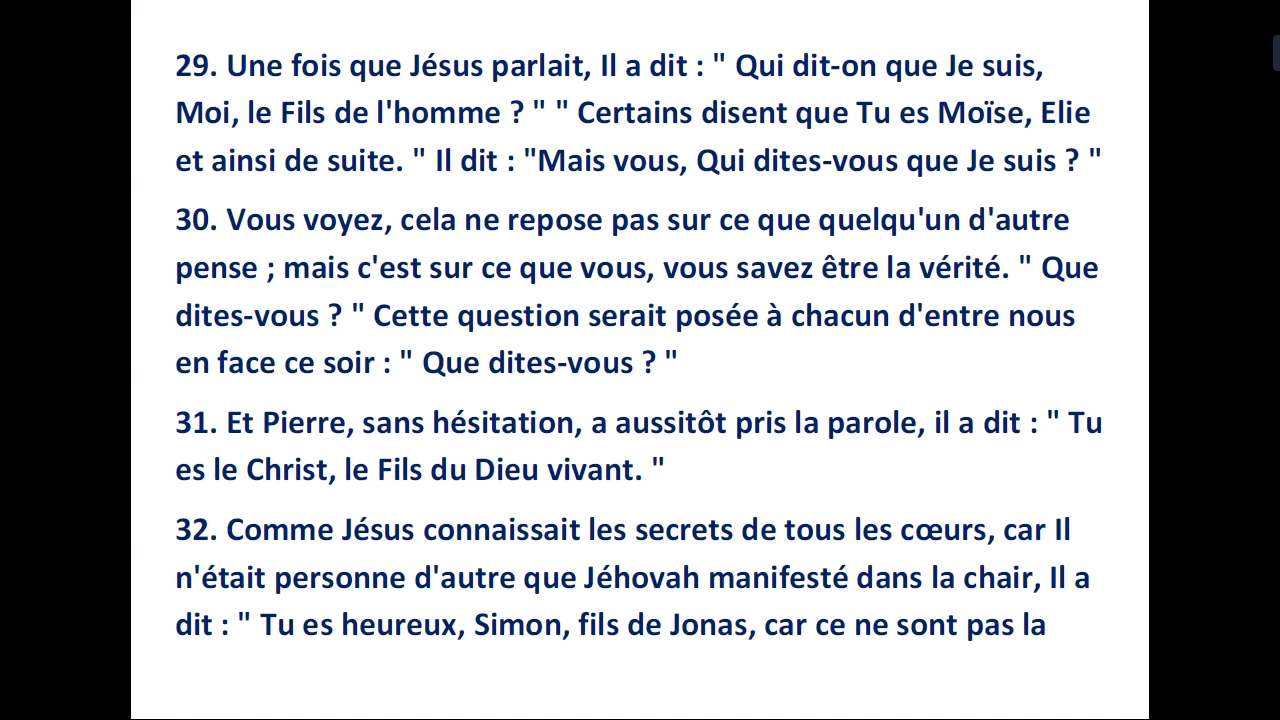 29. Une fois que Jésus parlait, Il a dit : " Qui dit-on que Je suis,
Moi, le Fils de l'homme ? " " Certains disent que Tu es Moïse, Elie
et ainsi de suite. " Il dit : "Mais vous, Qui dites-vous que Je suis ? "
30. Vous voyez, cela ne repose pas sur ce que quelqu'un d'autre
pense ; mais c'est sur ce que vous, vous savez être la vérité. " Que
dites-vous ? " Cette question serait posée à chacun d'entre nous
en face ce soir : " Que dites-vous ? "
31. Et Pierre, sans hésitation, a aussitôt pris la parole, il a dit : " Tu
es le Christ, le Fils du Dieu vivant. "
32. Comme Jésus connaissait les secrets de tous les cœurs, car Il
n'était personne d'autre que Jéhovah manifesté dans la chair, Il a
dit : " Tu es heureux, Simon, fils de Jonas, car ce ne sont pas la